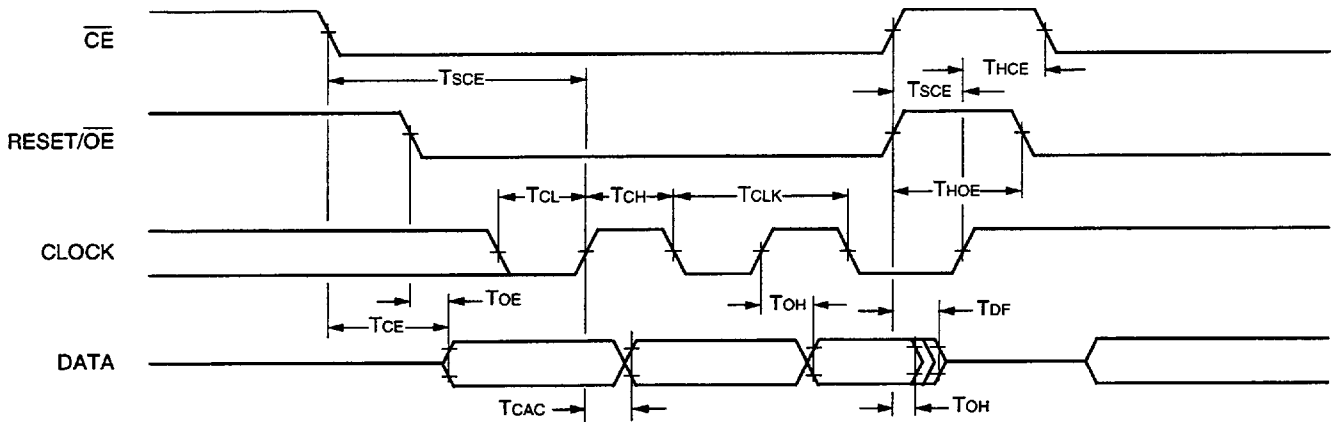 CE
THCE
TSCE
TSCE
RESET/OE
TCL
TCH
TCLK
THOE
CLOCK
TOE
TOH
TDF
TCE
DATA
TCAC
TOH